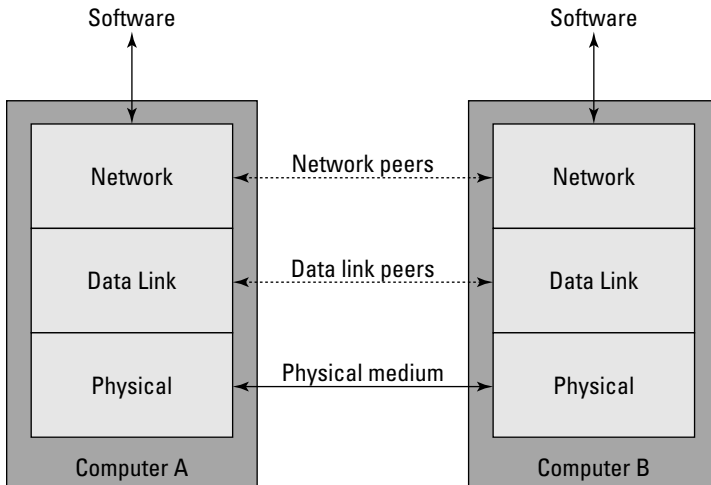 Software
Software
Network
Network peers
Network
Data Link
Data link peers
Data Link
Physical
Physical medium
Physical
Computer A
Computer B